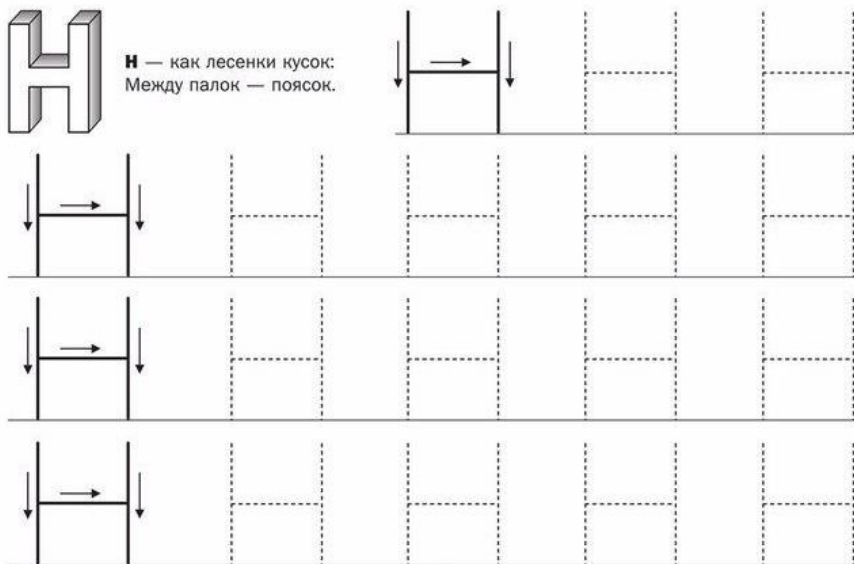 Н — как лесенки кусок:
Между палок — поясок.